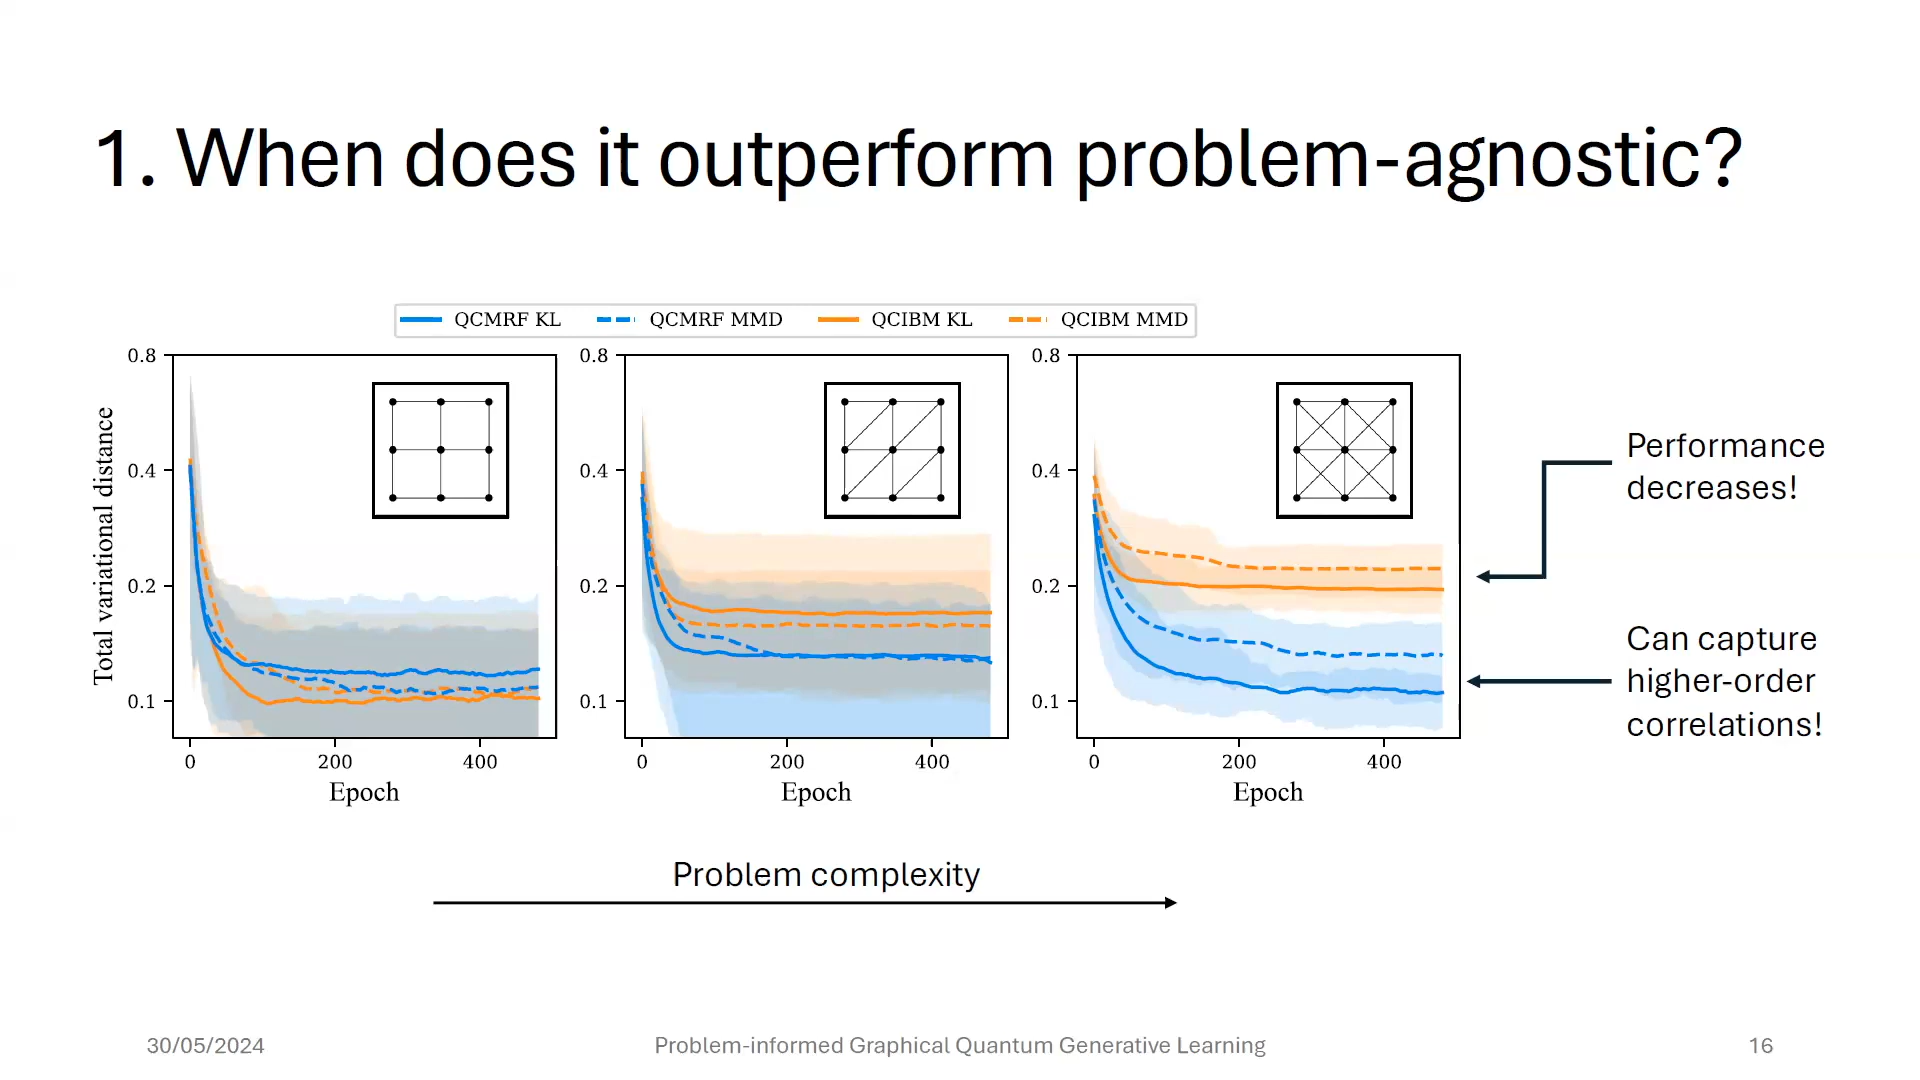 1. When does it outperform problem-agnostic?
QCMRF KL QCMRF MMD QCIBM KL QCIBM MMD
Total variational distance
0.8
0.4
0.2
0.1
0 200 400
Epoch
0.8
0.4
0.2
0.1
0 200 400
Epoch
0.8
0.4
0.2
0.1
0 200 400
Epoch
Performance
decreases!
Can capture
higher-order
correlations!
Problem complexity
30/05/2024
Problem-informed Graphical Quantum Generative Learning
16